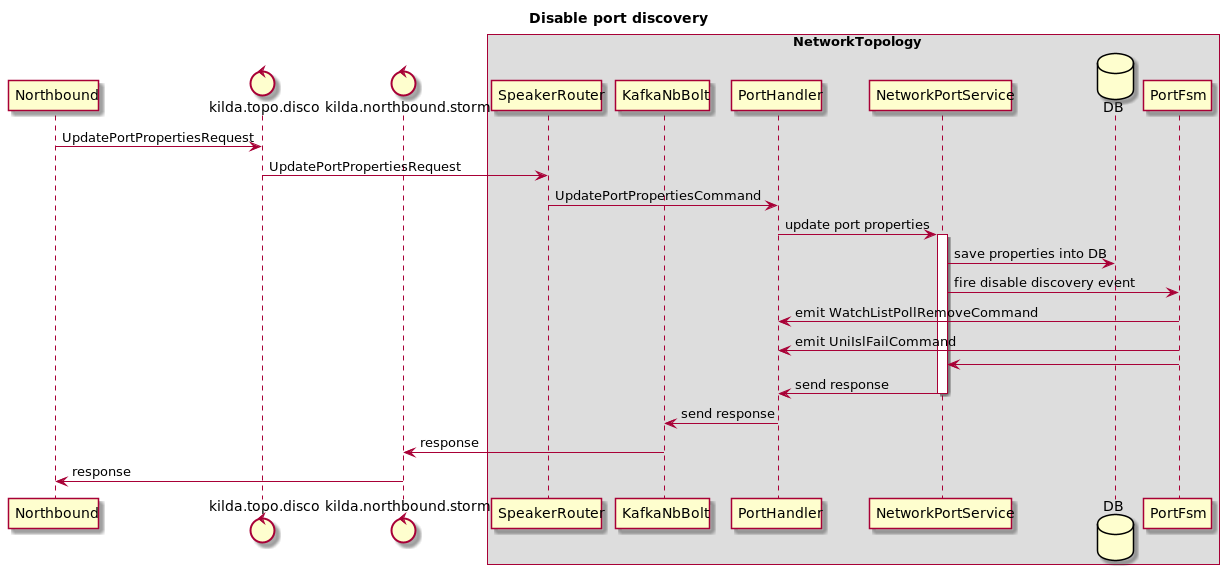 Disable port discovery
NetworkTopology
Northbound
kilda.topo.disco
kilda.northbound.storm
SpeakerRouter
KafkaNbBolt
PortHandler
NetworkPortService
DB
PortFsm
UpdatePortPropertiesRequest
UpdatePortPropertiesRequest
UpdatePortPropertiesCommand
update port properties
save properties into DB
fire disable discovery event
emit WatchListPollRemoveCommand
emit UniIslFailCommand
send response
send response
response
response
Northbound
kilda.topo.disco
kilda.northbound.storm
SpeakerRouter
KafkaNbBolt
PortHandler
NetworkPortService
DB
PortFsm